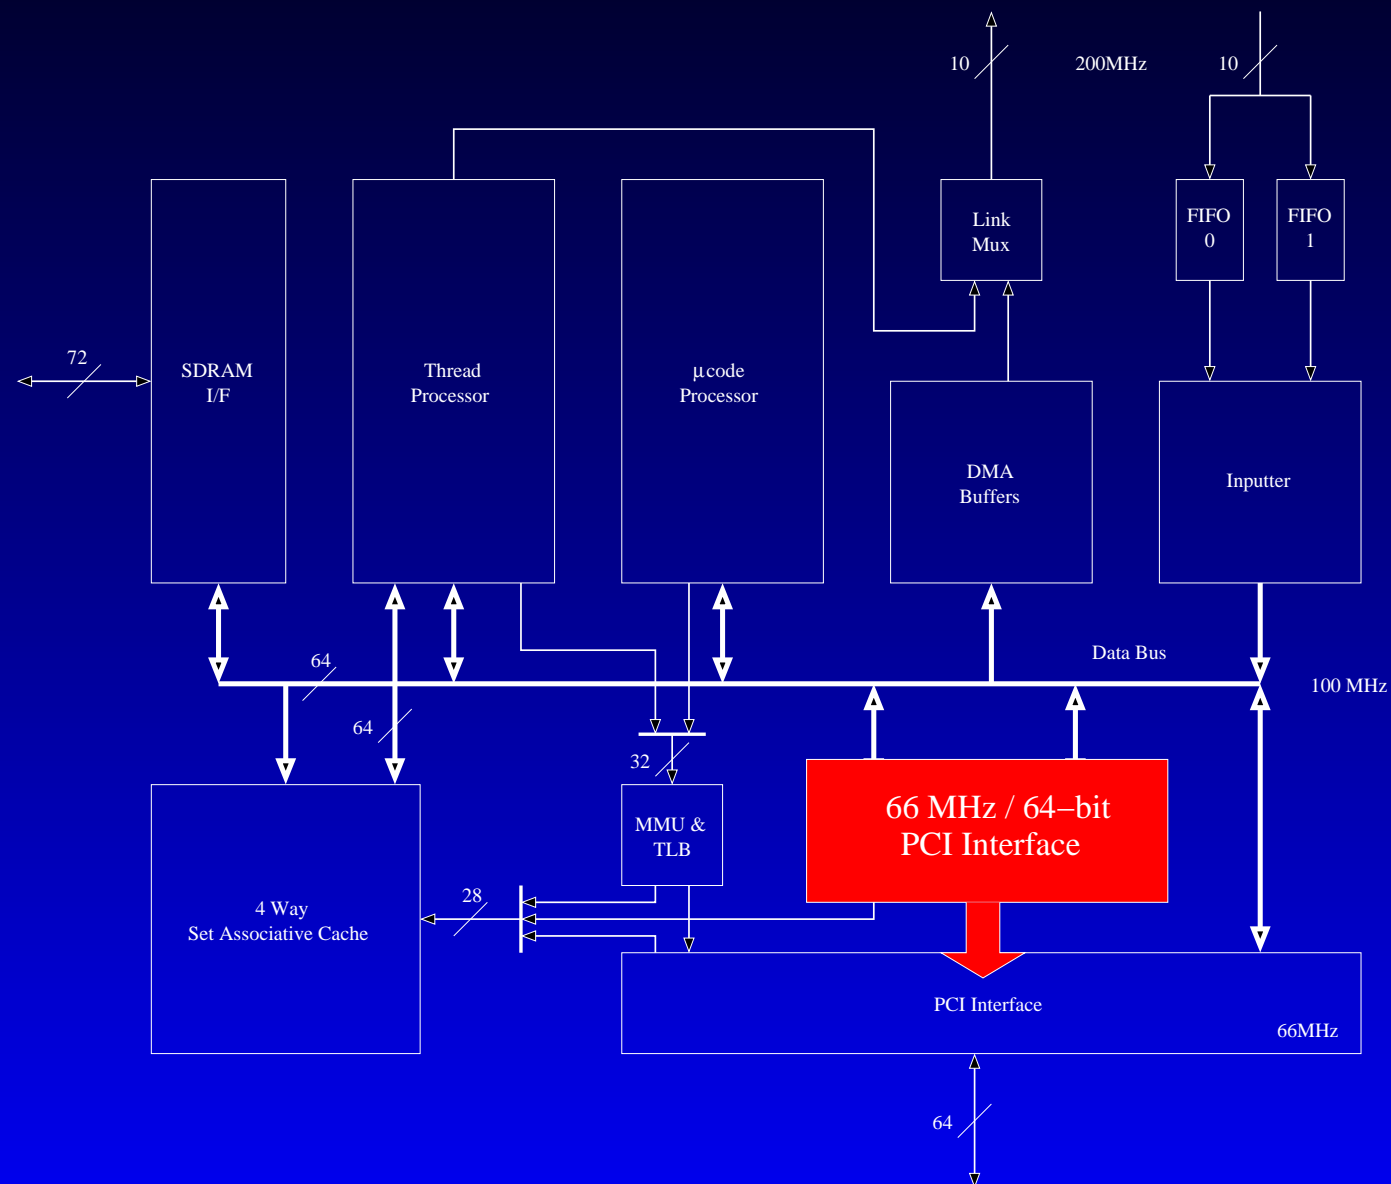 10
200MHz
10
Link
Mux
FIFO
0
FIFO
1
72
SDRAM
I/F
Thread
Processor
µcode
Processor
DMA
Buffers
Inputter
64
Data Bus
100 MHz
64
32
66 MHz / 64–bit
PCI Interface
MMU &
TLB
28
4 Way
Set Associative Cache
PCI Interface
66MHz
64